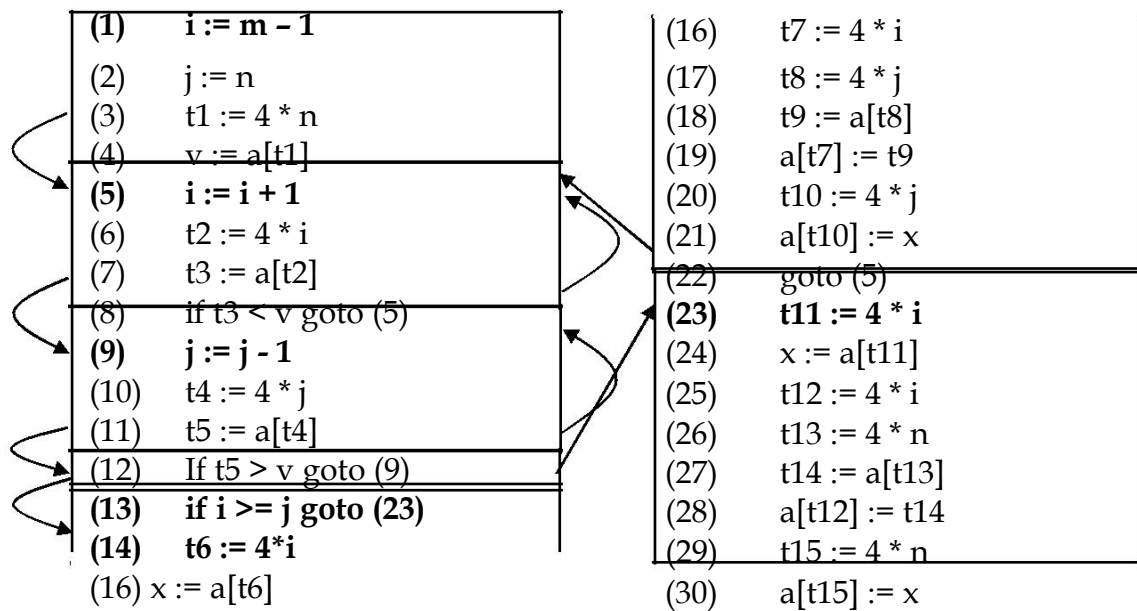 (1) i := m – 1
(2) j := n
(3) t1 := 4 * n
(4) v := a[t1]
(5) i := i + 1
(6) t2 := 4 * i
(7) t3 := a[t2]
(8) if t3 < v goto (5)
(9) j := j - 1
(10) t4 := 4 * j
(11) t5 := a[t4]
(12) If t5 > v goto (9)
(13) if i >= j goto (23)
(14) t6 := 4*i
(16) x := a[t6]
(16) t7 := 4 * i
(17) t8 := 4 * j
(18) t9 := a[t8]
(19) a[t7] := t9
(20) t10 := 4 * j
(21) a[t10] := x
(22) goto (5)
(23) t11 := 4 * i
(24) x := a[t11]
(25) t12 := 4 * i
(26) t13 := 4 * n
(27) t14 := a[t13]
(28) a[t12] := t14
(29) t15 := 4 * n
(30) a[t15] := x